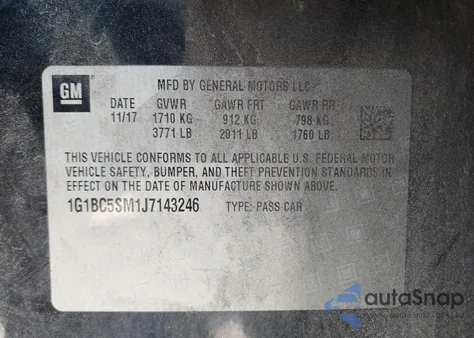 GM
MFD BY GENERAL MOTORS LLC
DATE GVWR GAWR FRT GAWR RR
11/17 1710 KG 912 KG 798 KG
3771 LB 2011 LB 1760 LB
THIS VEHICLE CONFORMS TO ALL APPLICABLE U.S. FEDERAL MOTOR
VEHICLE SAFETY, BUMPER, AND THEFT PREVENTION STANDARDS IN
EFFECT ON THE DATE OF MANUFACTURE SHOWN ABOVE.
1G1BC5SM1J7143246 TYPE: PASS CAR
autaSnap